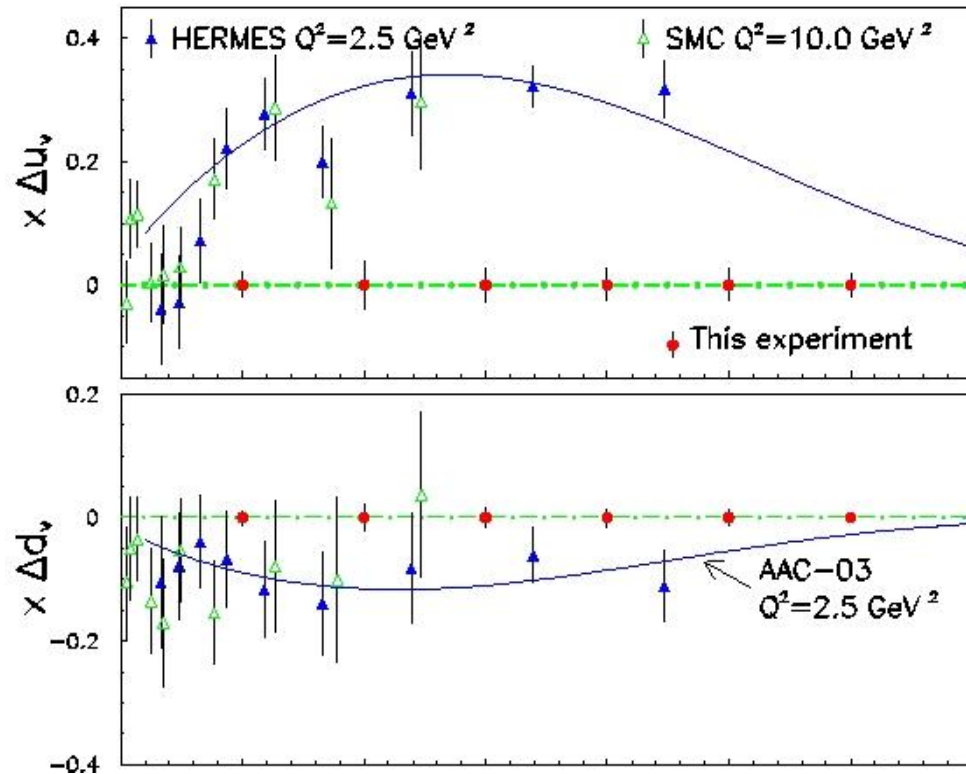 HERMES Q²=2.5 GeV²
SMC Q²=10.0 GeV²
0.4
0.2
0
x Δu_v
This experiment
0.2
0
-0.2
-0.4
x Δd_v
AAC-03
Q²=2.5 GeV²